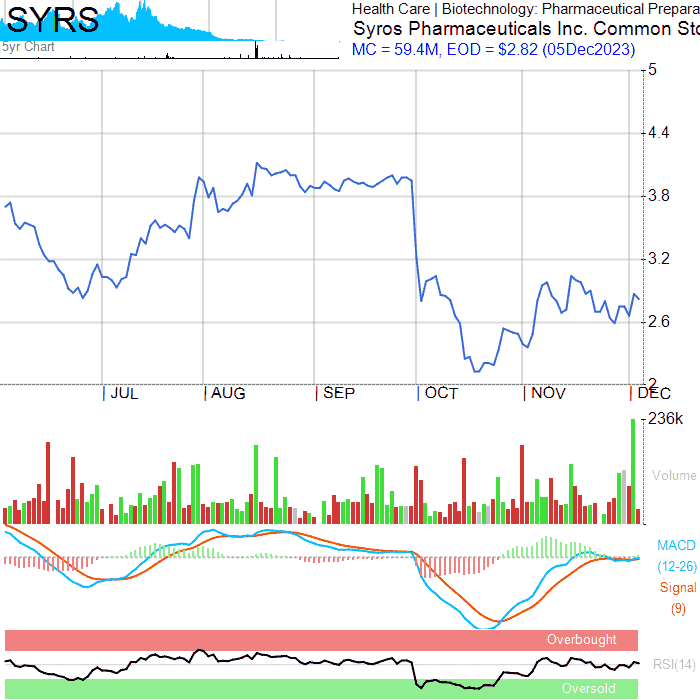 SYRS
5yr Chart
Health Care | Biotechnology: Pharmaceutical Prepara
Syros Pharmaceuticals Inc. Common Sto
MC = 59.4M, EOD = $2.82 (05Dec2023)
5
4.4
3.8
3.2
2.6
2
JUL AUG SEP OCT NOV DEC
236k
Volume
MACD
(12-26)
Signal
(9)
Overbought
RSI(14)
Oversold